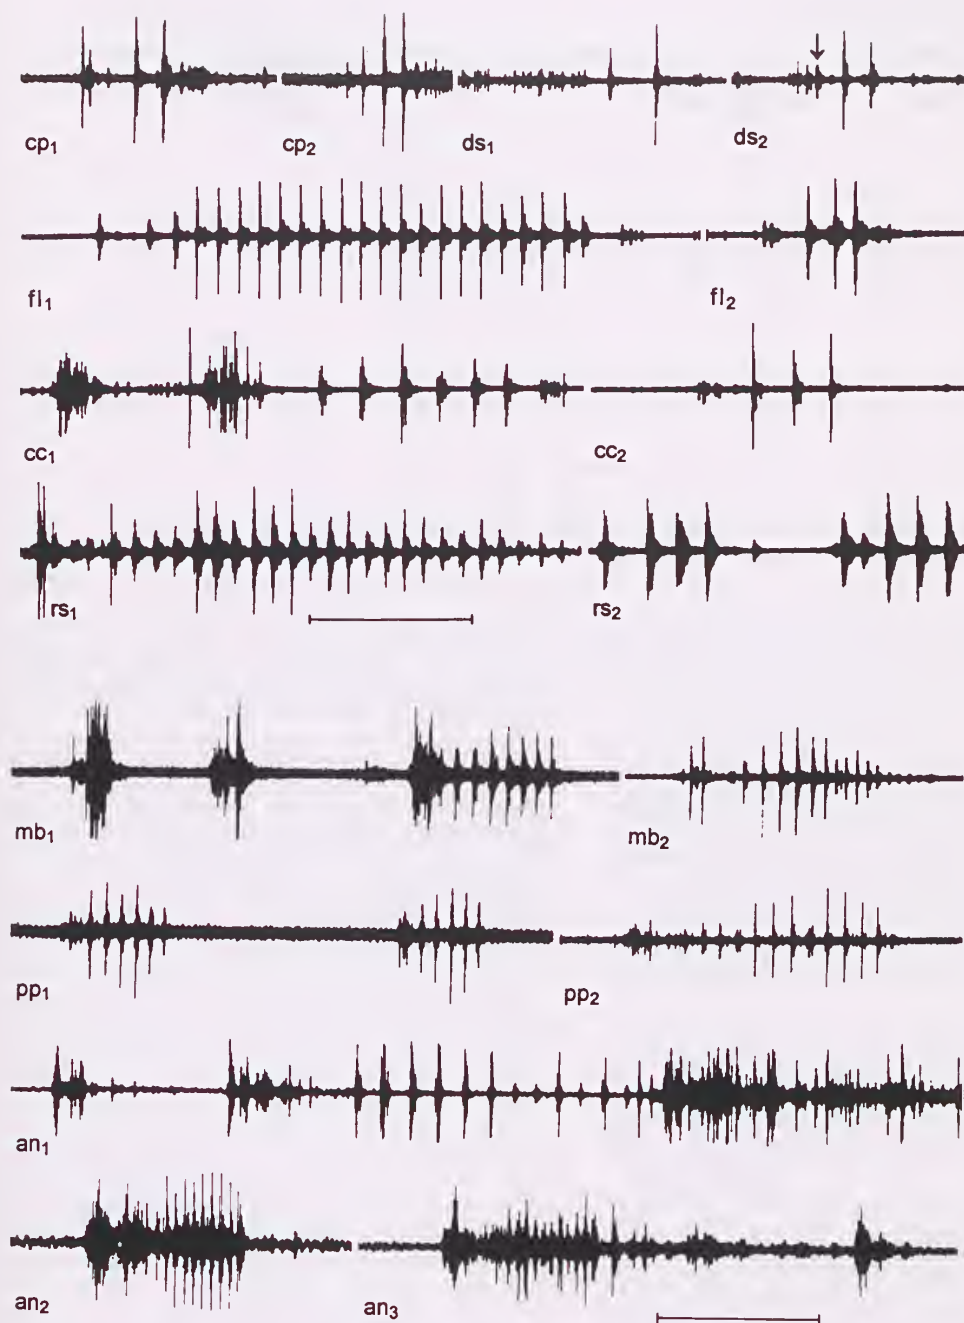 cp1 cp2 ds1 ds2
fl1 fl2
cc1 cc2
rs1 rs2
mb1 mb2
pp1 pp2
an1
an2 an3